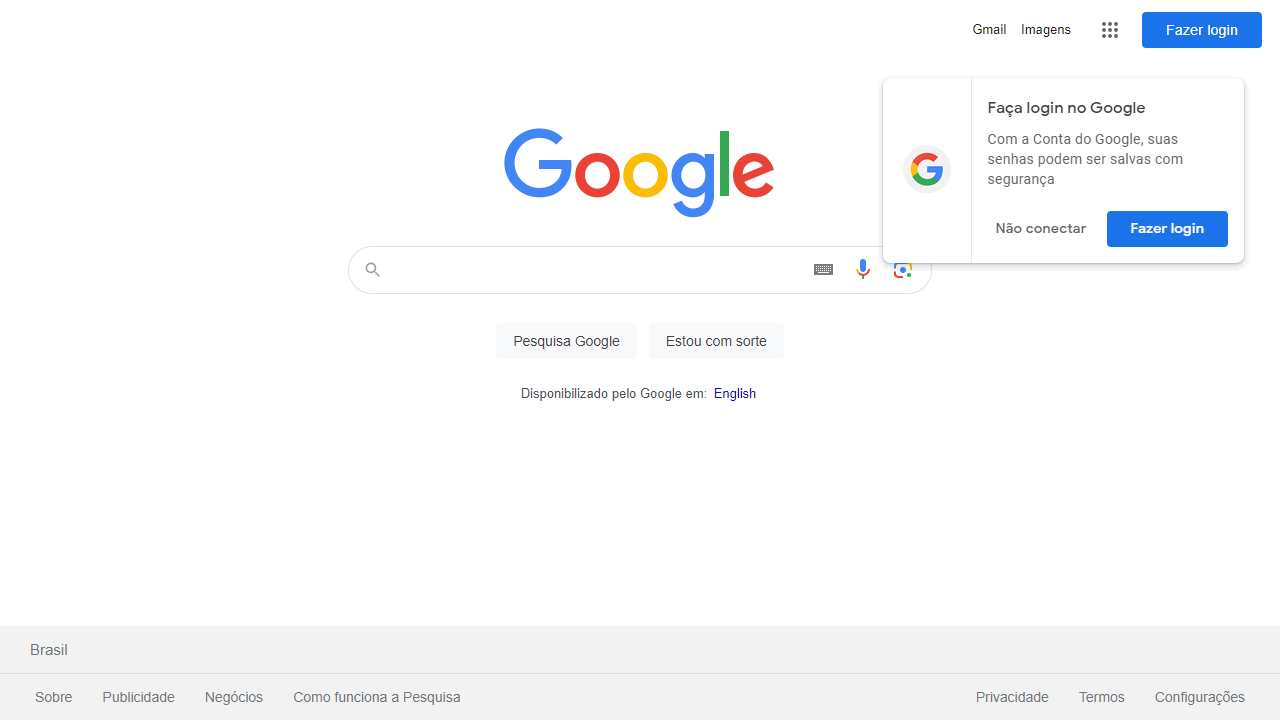 Gmail
Imagens
Fazer login
Faça login no Google
Com a Conta do Google, suas
senhas podem ser salvas com
segurança
Não conectar
Fazer login
Google
Pesquisa Google
Estou com sorte
Disponibilizado pelo Google em: English
Brasil
Sobre
Publicidade
Negócios
Como funciona a Pesquisa
Privacidade
Termos
Configurações